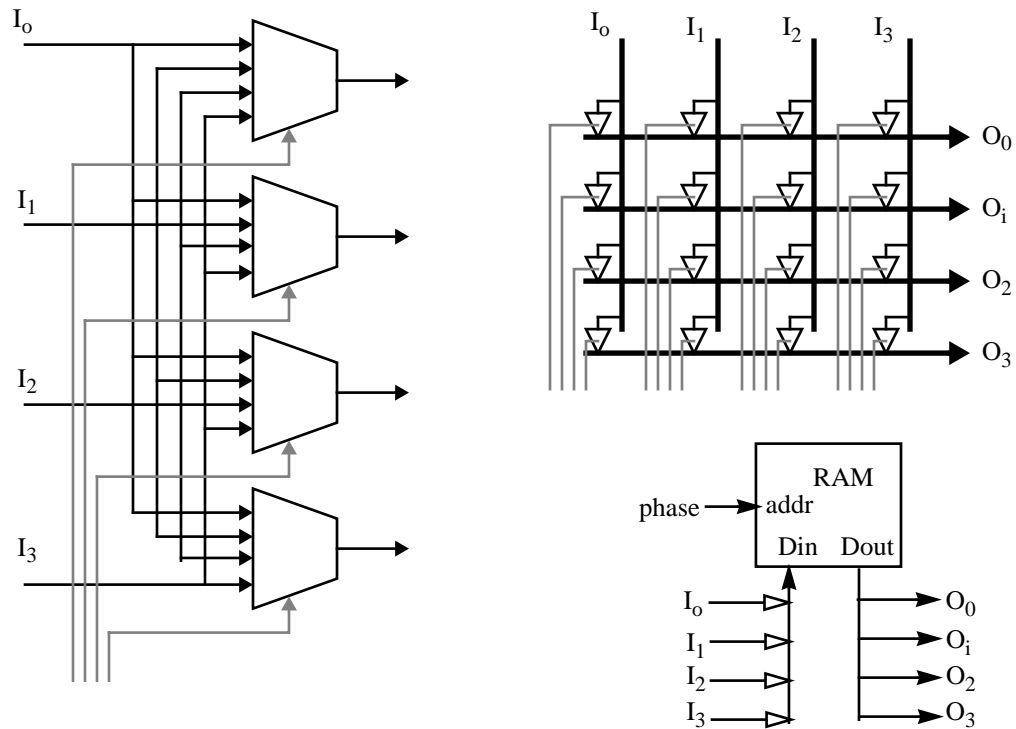 I₀
I₁
I₂
I₃
Iₒ I₁ I₂ I₃
O₀
Oᵢ
O₂
O₃
RAM
phase addr
Din Dout
Iₒ O₀
I₁ Oᵢ
I₂ O₂
I₃ O₃